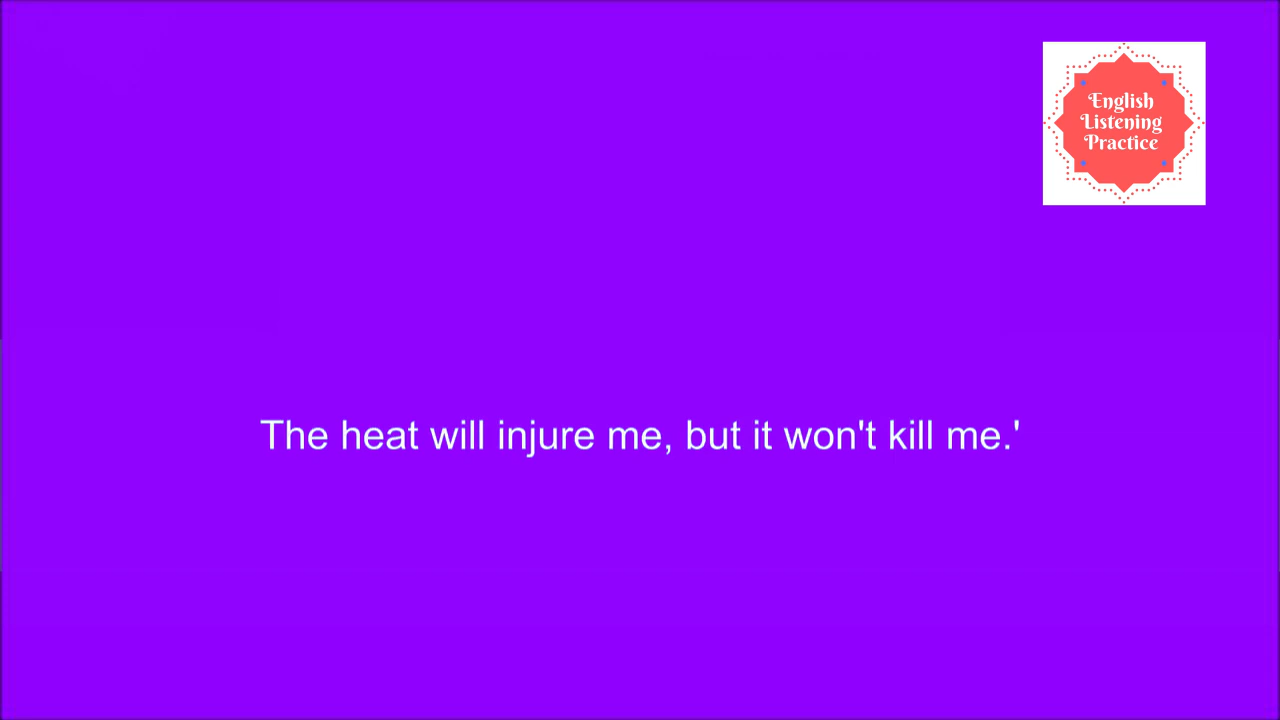 English
Listening
Practice
The heat will injure me, but it won't kill me.'